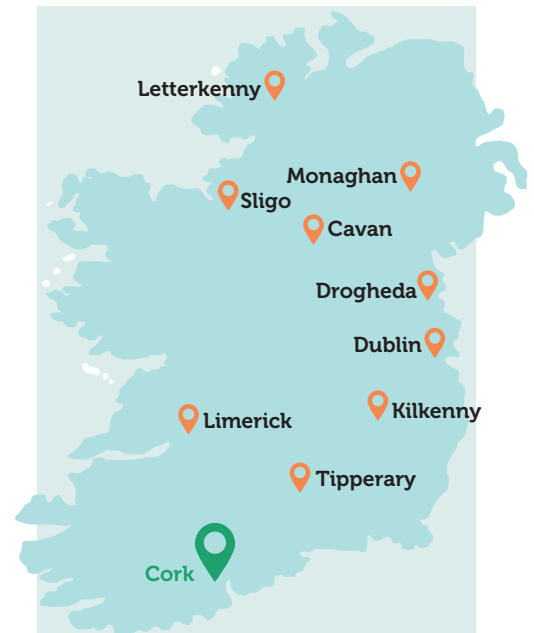 Letterkenny
Monaghan
Sligo
Cavan
Drogheda
Dublin
Kilkenny
Limerick
Tipperary
Cork